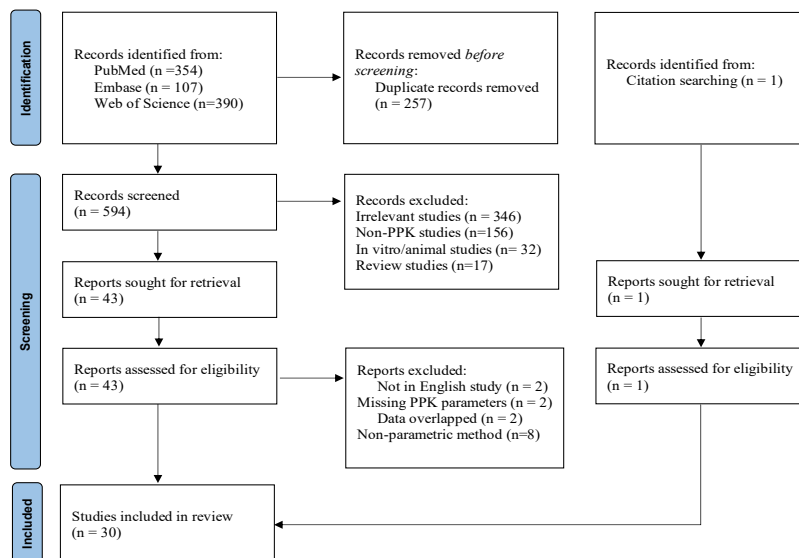 Identification
Records identified from:
PubMed (n =354)
Embase (n = 107)
Web of Science (n=390)
Records removed before
screening:
Duplicate records removed
(n = 257)
Records identified from:
Citation searching (n = 1)
Screening
Records screened
(n = 594)
Records excluded:
Irrelevant studies (n = 346)
Non-PPK studies (n=156)
In vitro/animal studies (n= 32)
Review studies (n=17)
Reports sought for retrieval
(n = 43)
Reports sought for retrieval
(n = 1)
Reports assessed for eligibility
(n = 43)
Reports excluded:
Not in English study (n = 2)
Missing PPK parameters (n = 2)
Data overlapped (n = 2)
Non-parametric method (n=8)
Reports assessed for eligibility
(n = 1)
Included
Studies included in review
(n = 30)